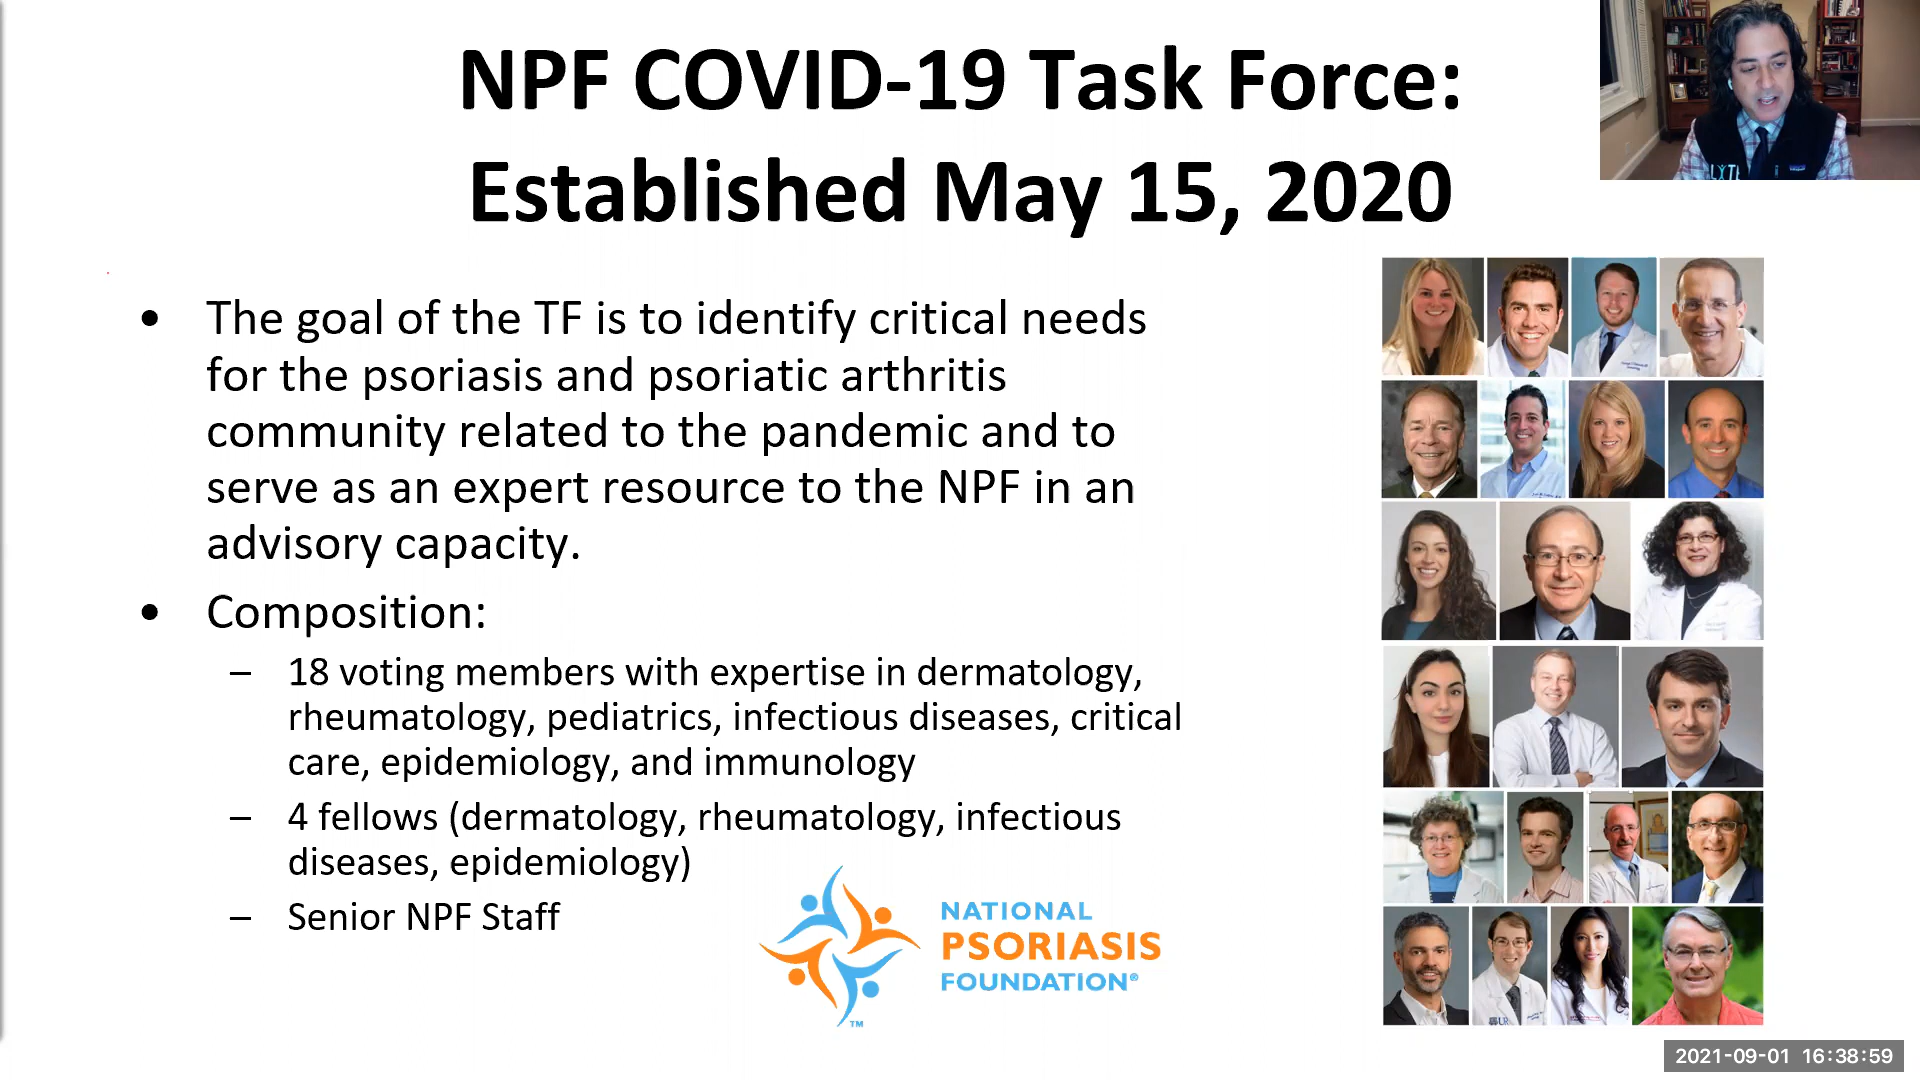 NPF COVID-19 Task Force:
Established May 15, 2020
• The goal of the TF is to identify critical needs
for the psoriasis and psoriatic arthritis
community related to the pandemic and to
serve as an expert resource to the NPF in an
advisory capacity.
• Composition:
– 18 voting members with expertise in dermatology,
rheumatology, pediatrics, infectious diseases, critical
care, epidemiology, and immunology
– 4 fellows (dermatology, rheumatology, infectious
diseases, epidemiology)
– Senior NPF Staff
NATIONAL
PSORIASIS
FOUNDATION®
TM
UR
2021-09-01 16:38:59